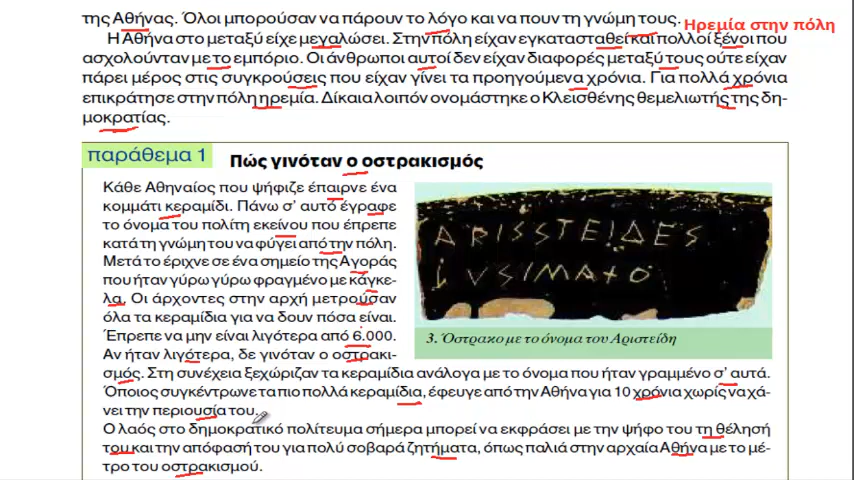 της Αθήνας. Όλοι μπορούσαν να πάρουν το λόγο και να πουν τη γνώμη τους.
Ηρεμία στην πόλη
Η Αθήνα στο μεταξύ είχε μεγαλώσει. Στην πόλη είχαν εγκατασταθεί και πολλοί ξένοι που
ασχολούνταν με το εμπόριο. Οι άνθρωποι αυτοί δεν είχαν διαφορές μεταξύ τους ούτε είχαν
πάρει μέρος στις συγκρούσεις που είχαν γίνει τα προηγούμενα χρόνια. Για πολλά χρόνια
επικράτησε στην πόλη ηρεμία. Δίκαια λοιπόν ονομάστηκε ο Κλεισθένης θεμελιωτής της δη-
μοκρατίας.
παράθεμα 1
Πώς γινόταν ο οστρακισμός
Κάθε Αθηναίος που ψήφιζε έπαιρνε ένα
κομμάτι κεραμίδι. Πάνω σ' αυτό έγραφε
το όνομα του πολίτη εκείνου που έπρεπε
κατά τη γνώμη του να φύγει από την πόλη.
Μετά το έριχνε σε ένα σημείο της Αγοράς
που ήταν γύρω γύρω φραγμένο με κάγκε-
λα. Οι άρχοντες στην αρχή μετρούσαν
όλα τα κεραμίδια για να δουν πόσα είναι.
Έπρεπε να μην είναι λιγότερα από 6.000.
Αν ήταν λιγότερα, δε γινόταν ο οστρακι-
σμός. Στη συνέχεια ξεχώριζαν τα κεραμίδια ανάλογα με το όνομα που ήταν γραμμένο σ' αυτά.
Όποιος συγκέντρωνε τα πιο πολλά κεραμίδια, έφευγε από την Αθήνα για 10 χρόνια χωρίς να χά-
νει την περιουσία του.
Ο λαός στο δημοκρατικό πολίτευμα σήμερα μπορεί να εκφράσει με την ψήφο του τη θέλησή
του και την απόφασή του για πολύ σοβαρά ζητήματα, όπως παλιά στην αρχαία Αθήνα με το μέ-
τρο του οστρακισμού.
ARISSTEIΔES
LVSIMAXO
3. Όστρακο με το όνομα του Αριστείδη